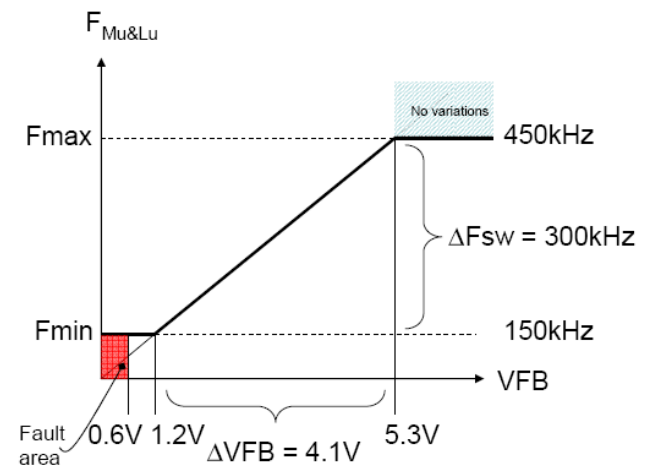 F Mu&Lu
No variations
Fmax
450kHz
ΔFsw = 300kHz
Fmin
150kHz
VFB
Fault
area
0.6V
1.2V
5.3V
ΔVFB = 4.1V